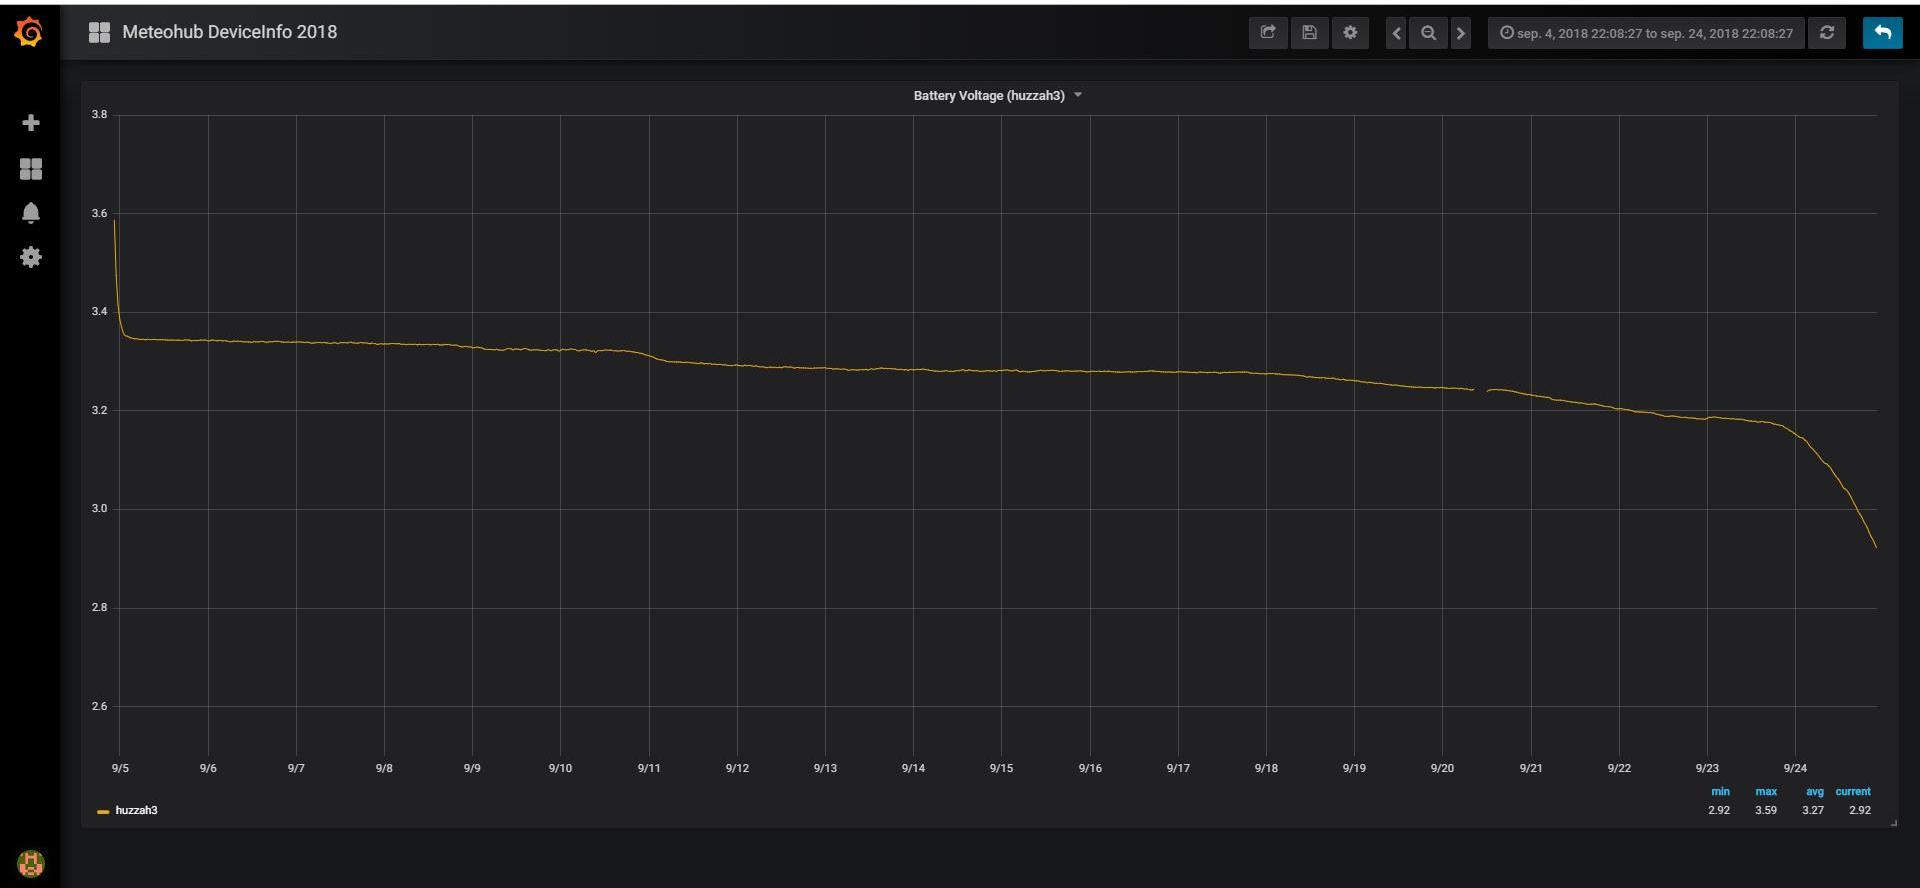 Meteohub DeviceInfo 2018
sep. 4, 2018 22:08:27 to sep. 24, 2018 22:08:27
Battery Voltage (huzzah3)
3.8
3.6
3.4
3.2
3.0
2.8
2.6
9/5 9/6 9/7 9/8 9/9 9/10 9/11 9/12 9/13 9/14 9/15 9/16 9/17 9/18 9/19 9/20 9/21 9/22 9/23 9/24
min max avg current
huzzah3 2.92 3.59 3.27 2.92